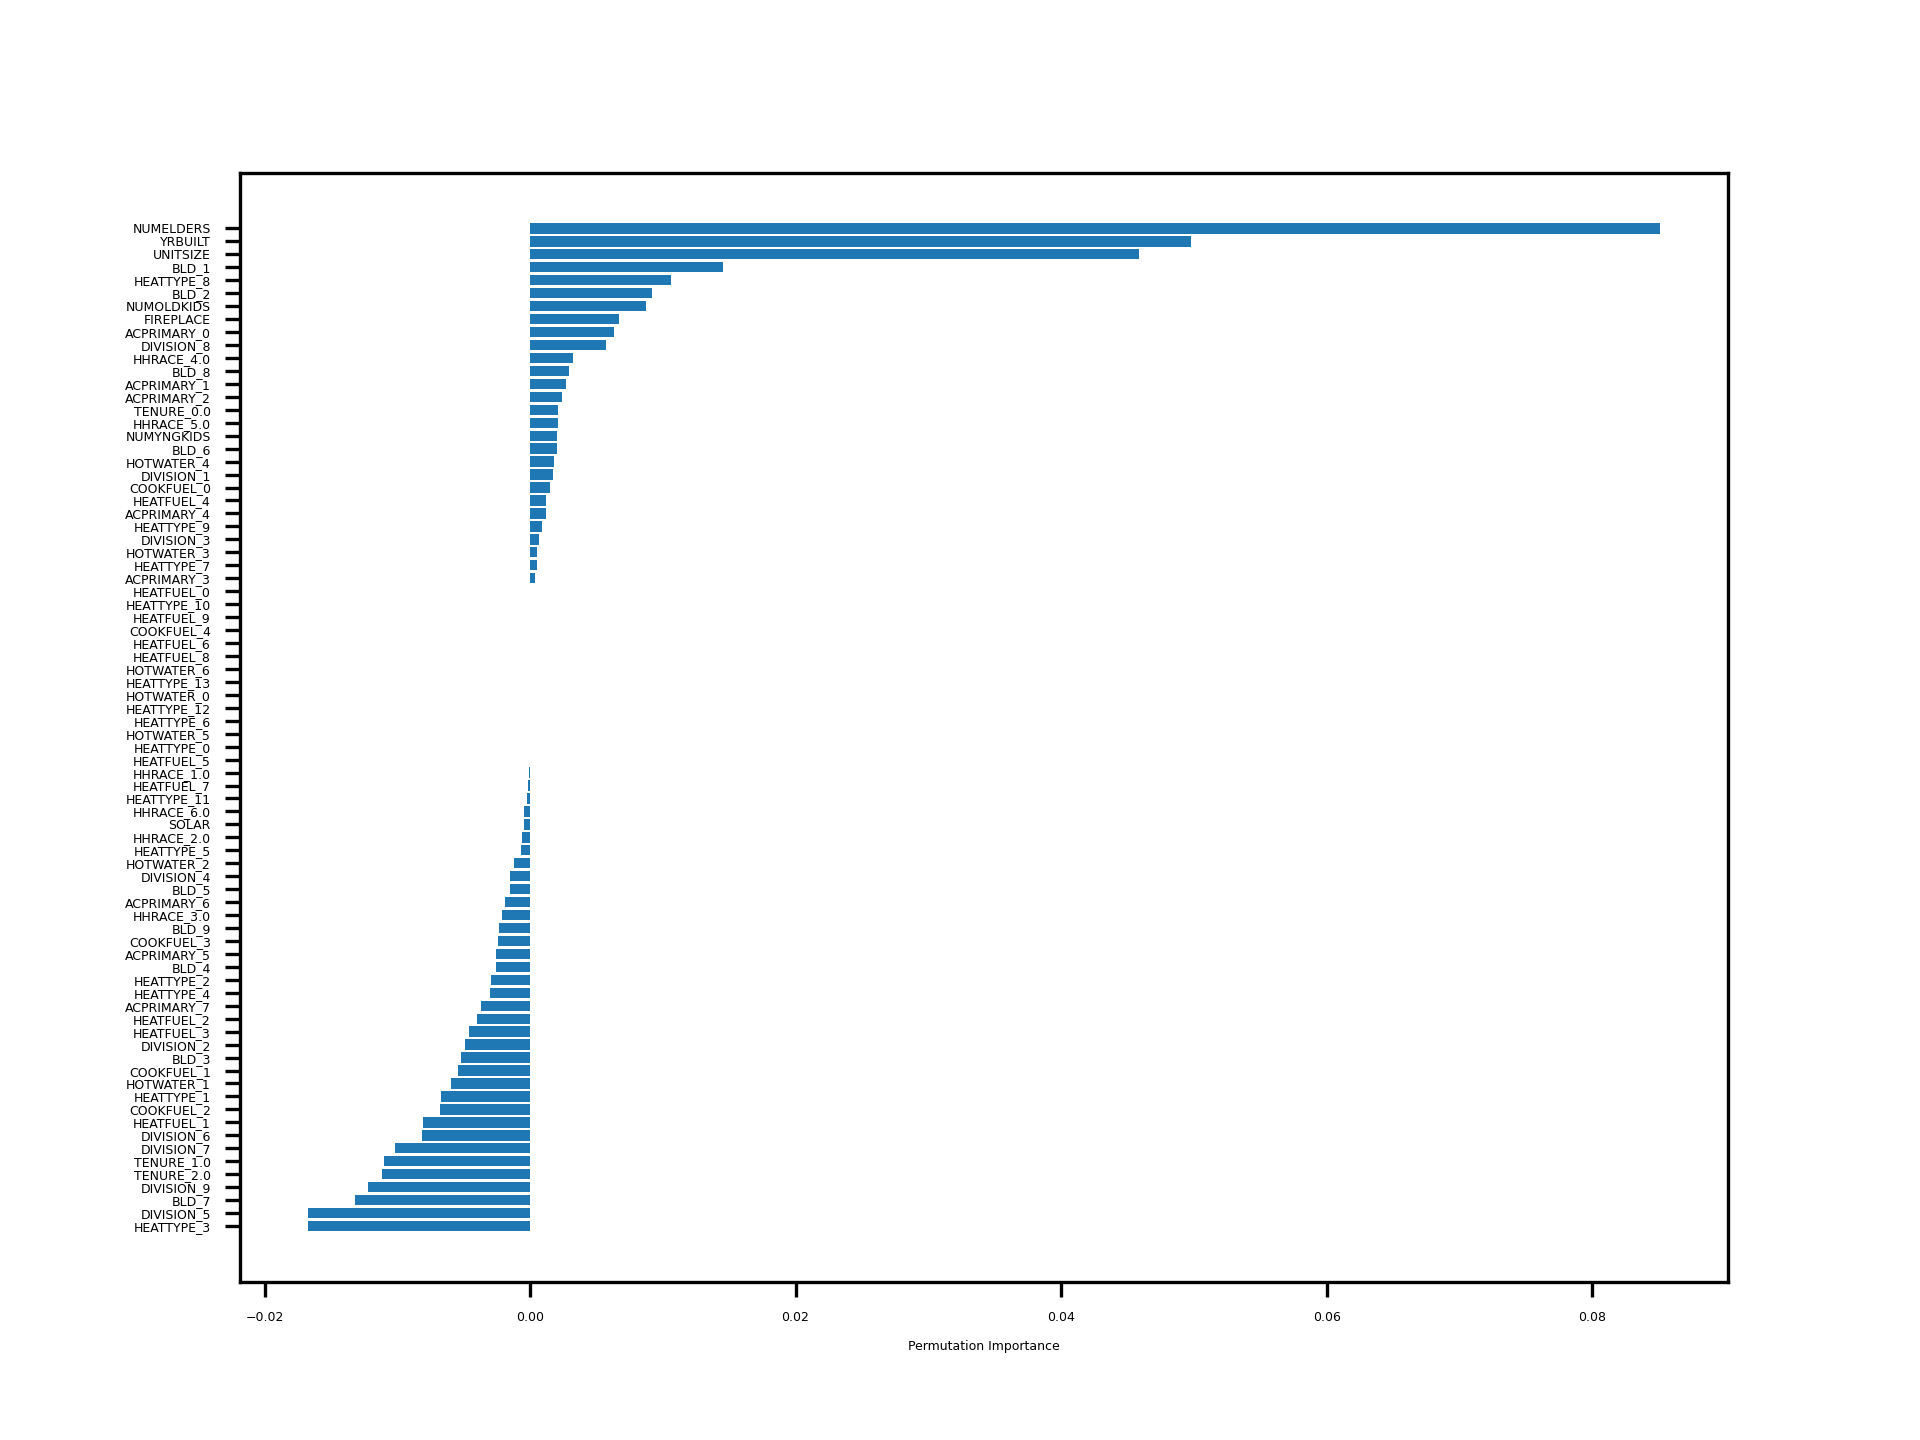 NUMELDERS
YRBUILT
UNITSIZE
BLD_1
HEATTYPE_8
BLD_2
NUMOLDKIDS
FIREPLACE
ACPRIMARY_0
DIVISION_8
HHRACE_4.0
BLD_8
ACPRIMARY_1
ACPRIMARY_2
TENURE_0.0
HHRACE_5.0
NUMYNGKIDS
BLD_6
HOTWATER_4
DIVISION_1
COOKFUEL_0
HEATFUEL_4
ACPRIMARY_4
HEATTYPE_9
DIVISION_3
HOTWATER_3
HEATTYPE_7
ACPRIMARY_3
HEATFUEL_0
HEATTYPE_10
HEATFUEL_9
COOKFUEL_4
HEATFUEL_6
HEATFUEL_8
HOTWATER_6
HEATTYPE_13
HOTWATER_0
HEATTYPE_12
HEATTYPE_6
HOTWATER_5
HEATTYPE_0
HEATFUEL_5
HHRACE_1.0
HEATFUEL_7
HEATTYPE_11
HHRACE_6.0
SOLAR
HHRACE_2.0
HEATTYPE_5
HOTWATER_2
DIVISION_4
BLD_5
ACPRIMARY_6
HHRACE_3.0
BLD_9
COOKFUEL_3
ACPRIMARY_5
BLD_4
HEATTYPE_2
HEATTYPE_4
ACPRIMARY_7
HEATFUEL_2
HEATFUEL_3
DIVISION_2
BLD_3
COOKFUEL_1
HOTWATER_1
HEATTYPE_1
COOKFUEL_2
HEATFUEL_1
DIVISION_6
DIVISION_7
TENURE_1.0
TENURE_2.0
DIVISION_9
BLD_7
DIVISION_5
HEATTYPE_3
−0.02 0.00 0.02 0.04 0.06 0.08
Permutation Importance